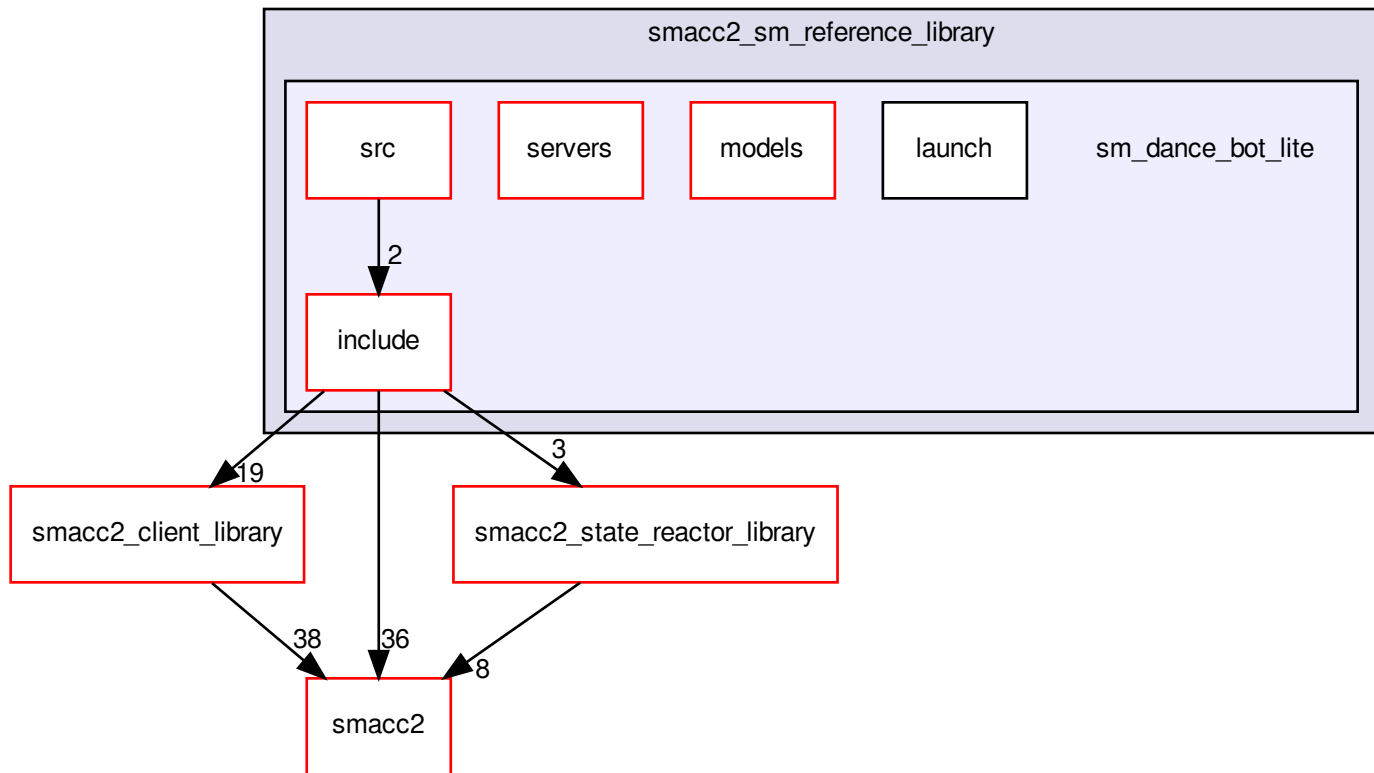 smacc2_sm_reference_library
src
servers
models
launch
sm_dance_bot_lite
2
include
19
3
smacc2_client_library
smacc2_state_reactor_library
38
36
8
smacc2